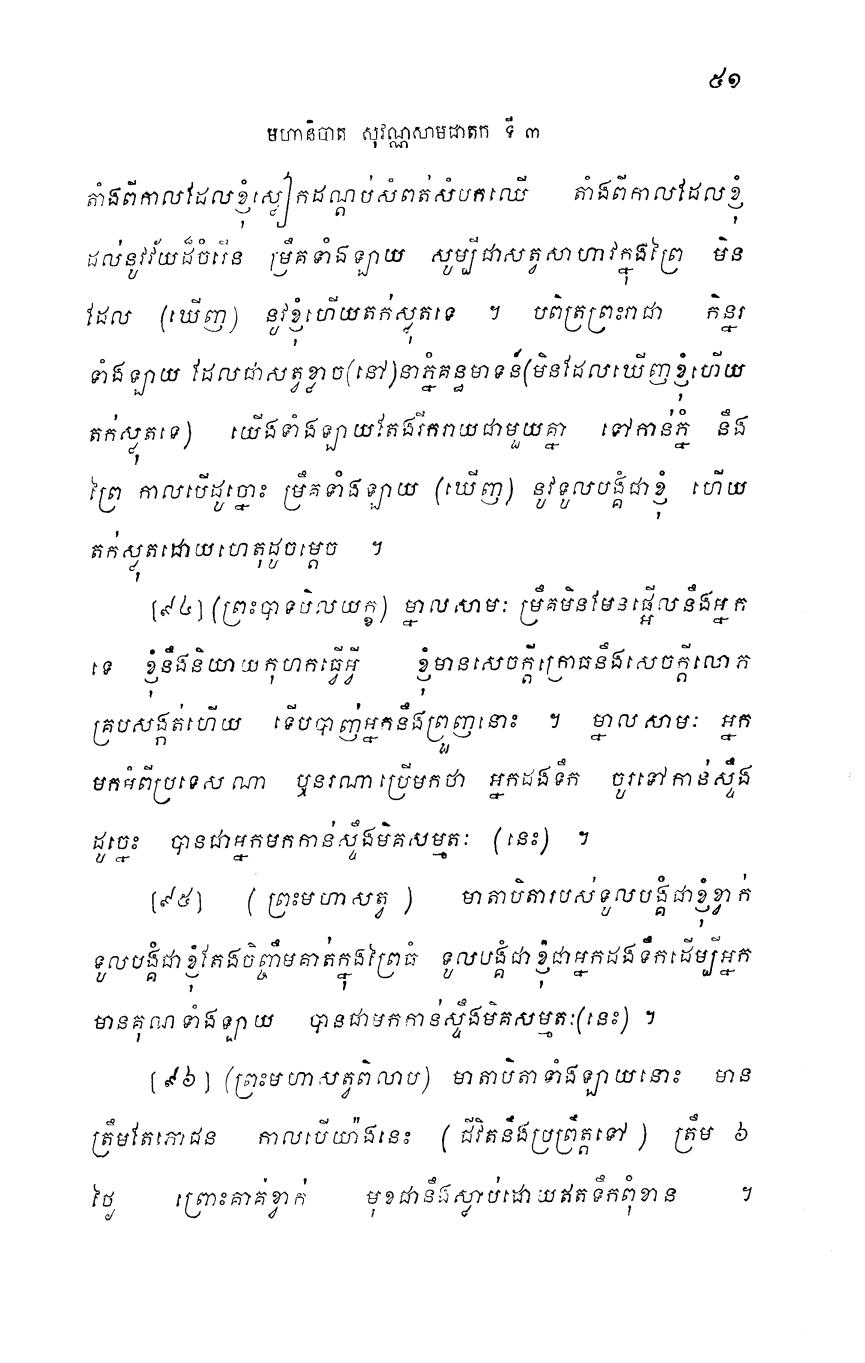 ៥១
មហានិបាត សុវណ្ណសាមជាតក ទី ៣
តាំងពីកាលដែលខ្ញុំស្លៀកដណ្តប់សំពត់សំបកឈើ តាំងពីកាលដែលខ្ញុំ
ដល់នូវវ័យដ៏ចំរើន ម្រឹគទាំងឡាយ សូម្បីជាសត្វសាហាវក្នុងព្រៃ មិន
ដែល (ឃើញ) នូវខ្ញុំហើយតក់ស្លុតទេ ។ បពិត្រព្រះរាជា កិន្នរ
ទាំងឡាយ ដែលជាសត្វខ្លាច(នៅ)នាភ្នំគន្ធមាទន៍(មិនដែលឃើញខ្ញុំហើយ
តក់ស្លុតទេ) យើងទាំងឡាយតែងរីករាយជាមួយគ្នា ទៅកាន់ភ្នំ នឹង
ព្រៃ កាលបើដូច្នោះ ម្រឹគទាំងឡាយ (ឃើញ) នូវទូលបង្គំជាខ្ញុំ ហើយ
តក់ស្លុតដោយហេតុដូចម្តេច ។
[៩៤] (ព្រះបាទបិលយក្ខ) ម្នាលសាមៈ ម្រឹគមិនមែនផ្អើលនឹងអ្នក
ទេ ខ្ញុំនឹងនិយាយកុហកធ្វើអ្វី ខ្ញុំមានសេចក្តីក្រោធនឹងសេចក្តីលោភ
គ្របសង្កត់ហើយ ទើបបាញ់អ្នកនឹងព្រួញនោះ ។ ម្នាលសាមៈ អ្នក
មកអំពីប្រទេសណា ឬនរណាប្រើមកថា អ្នកដងទឹក ចូរទៅកាន់ស្ទឹង
ដូច្នេះ បានជាអ្នកមកកាន់ស្ទឹងមិគសម្មតៈ (នេះ) ។
[៩៥] (ព្រះមហាសត្វ) មាតាបិតារបស់ទូលបង្គំជាខ្ញុំខ្វាក់
ទូលបង្គំជាខ្ញុំតែងចិញ្ចឹមគាត់ក្នុងព្រៃធំ ទូលបង្គំជាខ្ញុំជាអ្នកដងទឹកដើម្បីអ្នក
មានគុណទាំងឡាយ បានជាមកកាន់ស្ទឹងមិគសម្មតៈ(នេះ) ។
[៩៦] (ព្រះមហាសត្វពិលាប) មាតាបិតាទាំងឡាយនោះ មាន
ត្រឹមតែភោជន កាលបើយ៉ាងនេះ (ជីវិតនឹងប្រព្រឹត្តទៅ) ត្រឹម ៦
ថ្ងៃ ព្រោះគាត់ខ្វាក់ មុខជានឹងស្លាប់ដោយឥតទឹកពុំខាន ។